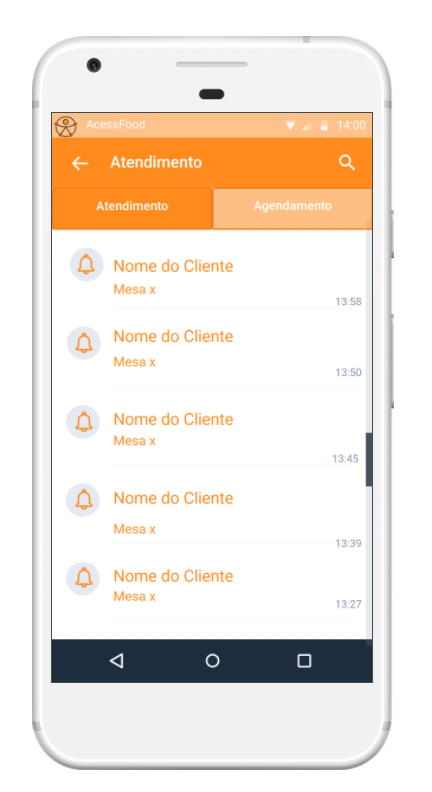 AcessFood
14:00
Atendimento
Atendimento
Agendamento
Nome do Cliente
Mesa x
13:58
Nome do Cliente
Mesa x
13:50
Nome do Cliente
Mesa x
13:45
Nome do Cliente
Mesa x
13:39
Nome do Cliente
Mesa x
13:27